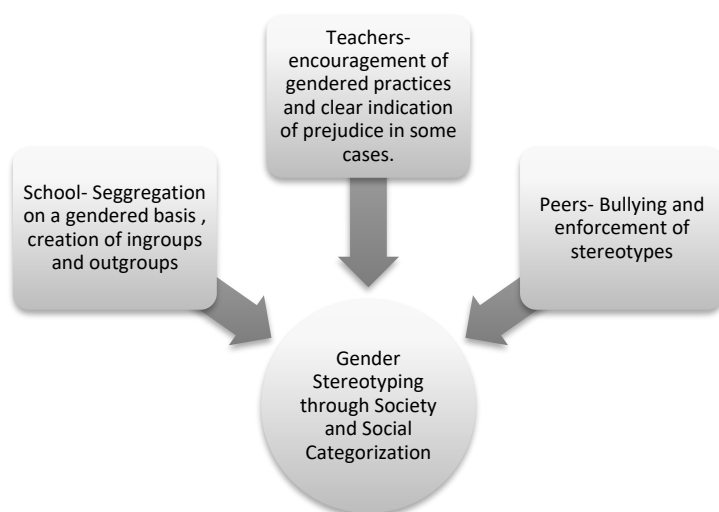 Teachers-
encouragement of
gendered practices
and clear indication
of prejudice in some
cases.
School- Seggregation
on a gendered basis ,
creation of ingroups
and outgroups
Peers- Bullying and
enforcement of
stereotypes
Gender
Stereotyping
through Society
and Social
Categorization